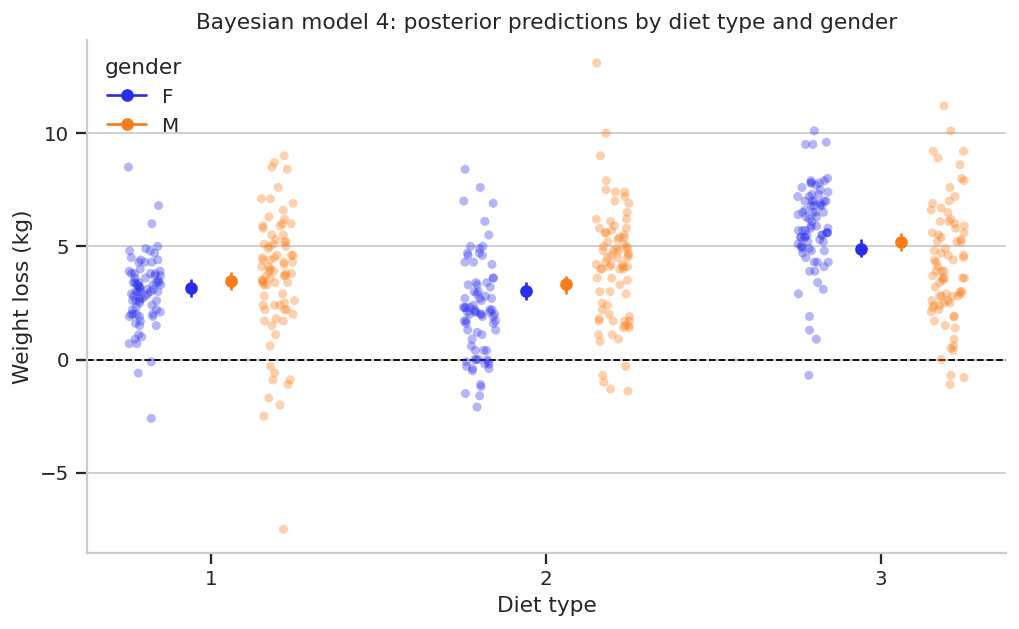 Bayesian model 4: posterior predictions by diet type and gender
gender
F
M
10
5
0
−5
Weight loss (kg)
1
2
3
Diet type